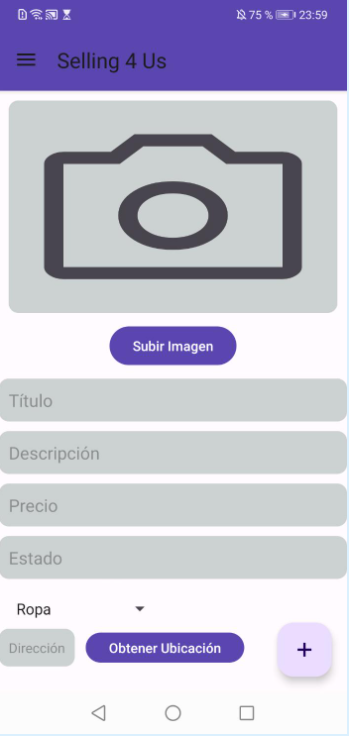 75 % 23:59
Selling 4 Us
Subir Imagen
Título
Descripción
Precio
Estado
Ropa
Dirección Obtener Ubicación
+